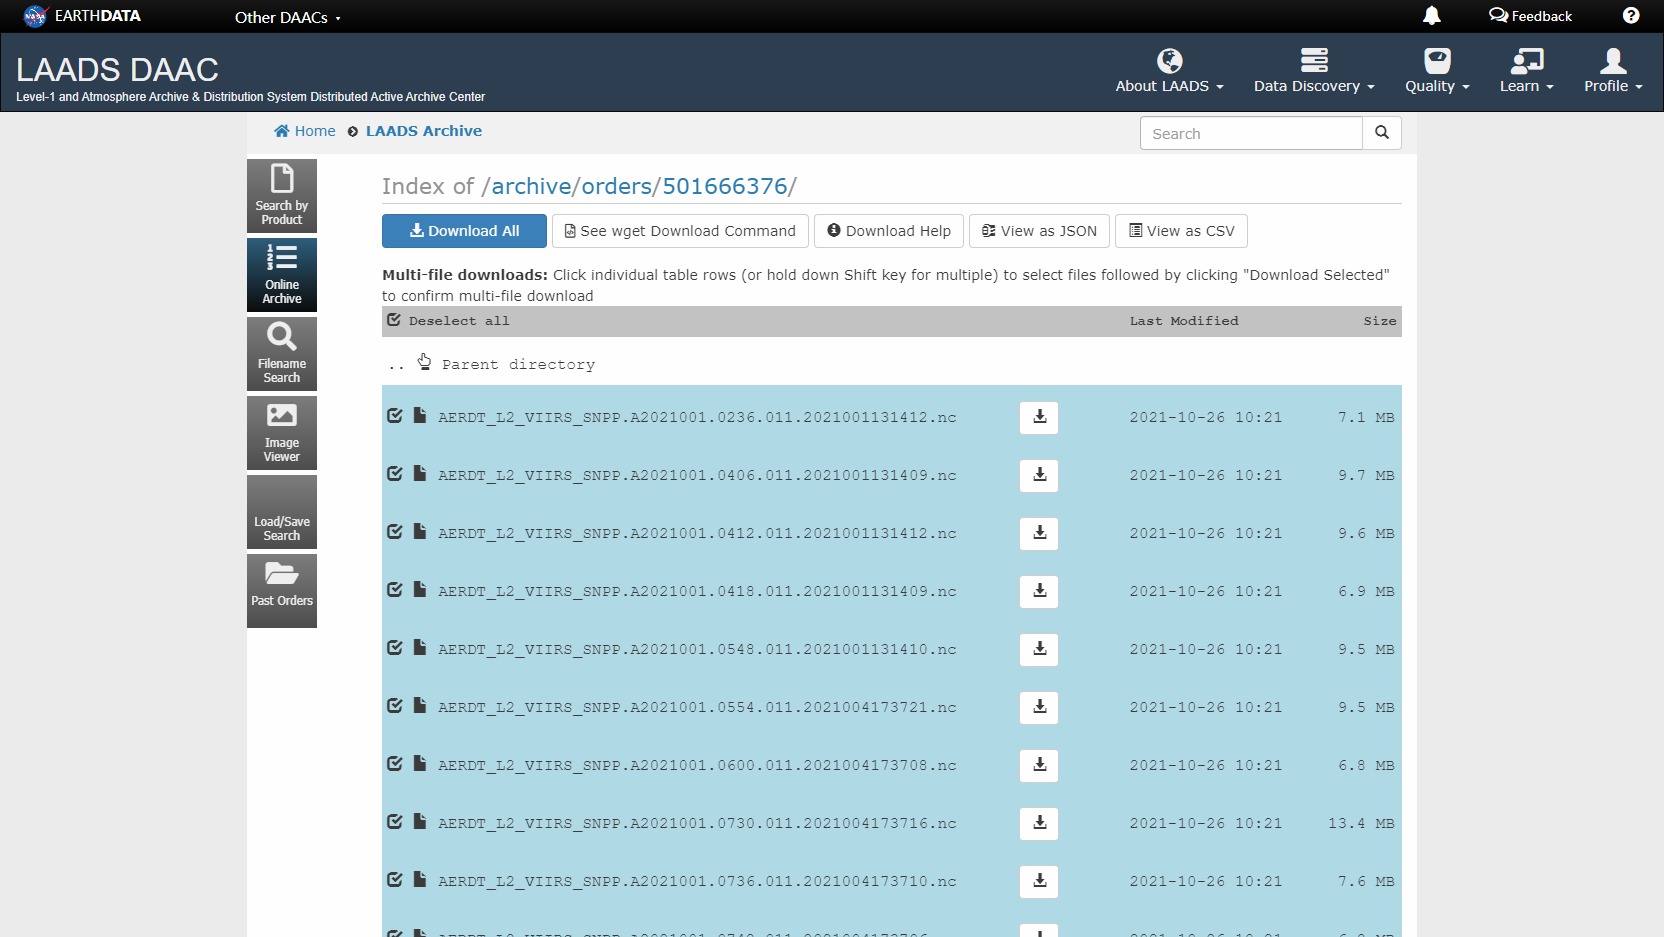 EARTHDATA Other DAACs Feedback
LAADS DAAC
Level-1 and Atmosphere Archive & Distribution System Distributed Active Archive Center
About LAADS Data Discovery Quality Learn Profile
Home LAADS Archive Search
Search by
Product
Online
Archive
Filename
Search
Image
Viewer
Load/Save
Search
Past Orders
Index of /archive/orders/501666376/
Download All See wget Download Command Download Help View as JSON View as CSV
Multi-file downloads: Click individual table rows (or hold down Shift key for multiple) to select files followed by clicking "Download Selected"
to confirm multi-file download
Deselect all Last Modified Size
.. Parent directory
AERDT_L2_VIIRS_SNPP.A2021001.0236.011.2021001131412.nc 2021-10-26 10:21 7.1 MB
AERDT_L2_VIIRS_SNPP.A2021001.0406.011.2021001131409.nc 2021-10-26 10:21 9.7 MB
AERDT_L2_VIIRS_SNPP.A2021001.0412.011.2021001131412.nc 2021-10-26 10:21 9.6 MB
AERDT_L2_VIIRS_SNPP.A2021001.0418.011.2021001131409.nc 2021-10-26 10:21 6.9 MB
AERDT_L2_VIIRS_SNPP.A2021001.0548.011.2021001131410.nc 2021-10-26 10:21 9.5 MB
AERDT_L2_VIIRS_SNPP.A2021001.0554.011.2021004173721.nc 2021-10-26 10:21 9.5 MB
AERDT_L2_VIIRS_SNPP.A2021001.0600.011.2021004173708.nc 2021-10-26 10:21 6.8 MB
AERDT_L2_VIIRS_SNPP.A2021001.0730.011.2021004173716.nc 2021-10-26 10:21 13.4 MB
AERDT_L2_VIIRS_SNPP.A2021001.0736.011.2021004173710.nc 2021-10-26 10:21 7.6 MB